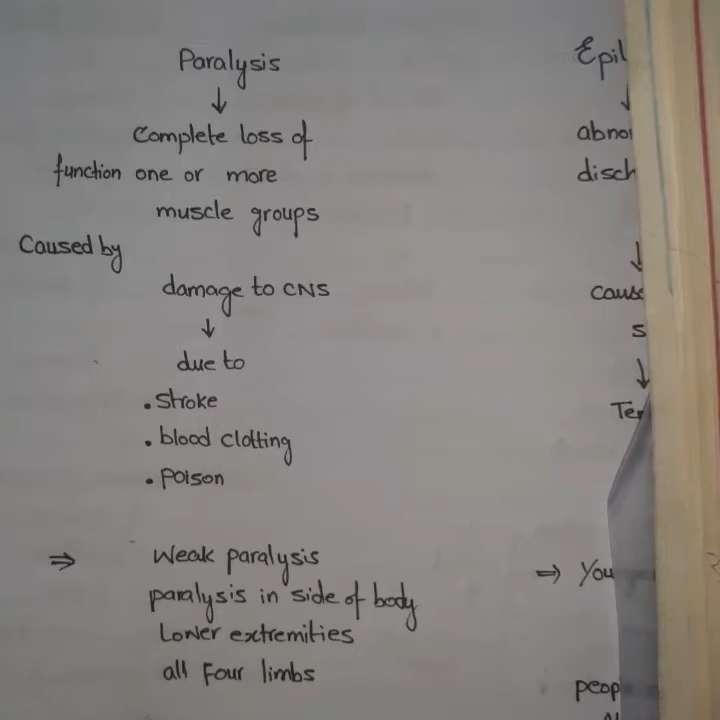 Paralysis
↓
Complete loss of
function one or more
muscle groups
Caused by
damage to CNS
↓
due to
• stroke
• blood clotting
• poison
⇒ Weak paralysis
paralysis in side of body
Lower extremities
all Four limbs
Epil
↓
abnor
disch
↓
cause
s
↓
Ter
⇒ You
peop